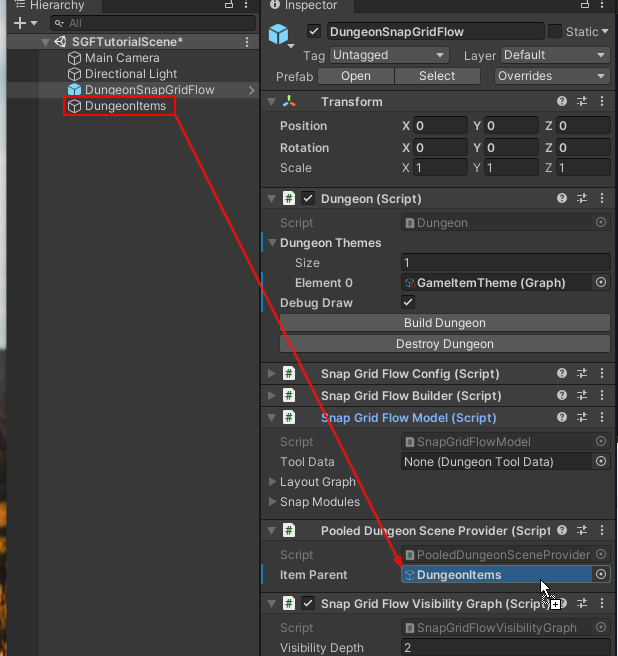 Hierarchy
All
SGFTutorialScene*
Main Camera
Directional Light
DungeonSnapGridFlow
DungeonItems
Inspector
DungeonSnapGridFlow
Static
Tag Untagged Layer Default
Prefab Open Select Overrides
Transform
Position X 0 Y 0 Z 0
Rotation X 0 Y 0 Z 0
Scale X 1 Y 1 Z 1
# Dungeon (Script)
Script # Dungeon
Dungeon Themes
Size 1
Element 0 GameItemTheme (Graph)
Debug Draw
Build Dungeon
Destroy Dungeon
# Snap Grid Flow Config (Script)
# Snap Grid Flow Builder (Script)
# Snap Grid Flow Model (Script)
Script # SnapGridFlowModel
Tool Data None (Dungeon Tool Data)
Layout Graph
Snap Modules
# Pooled Dungeon Scene Provider (Script
Script # PooledDungeonSceneProvider
Item Parent DungeonItems
# Snap Grid Flow Visibility Graph (Script)
Script # SnapGridFlowVisibilityGraph
Visibility Depth 2